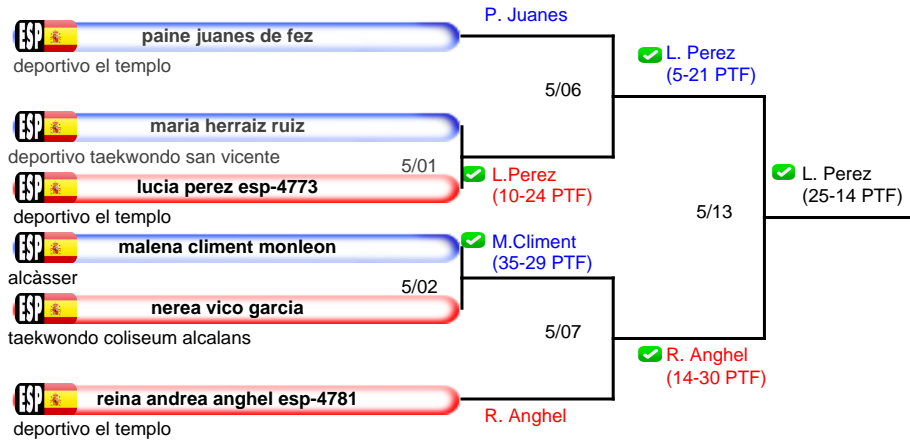 P. Juanes
ESP paine juanes de fez
deportivo el templo
L. Perez
(5-21 PTF)
5/06
ESP maria herraiz ruiz
deportivo taekwondo san vicente
5/01
L.Perez
(10-24 PTF)
L. Perez
(25-14 PTF)
ESP lucia perez esp-4773
deportivo el templo
5/13
ESP malena climent monleon
M.Climent
(35-29 PTF)
alcàsser
5/02
ESP nerea vico garcia
taekwondo coliseum alcalans
5/07
R. Anghel
(14-30 PTF)
ESP reina andrea anghel esp-4781
R. Anghel
deportivo el templo